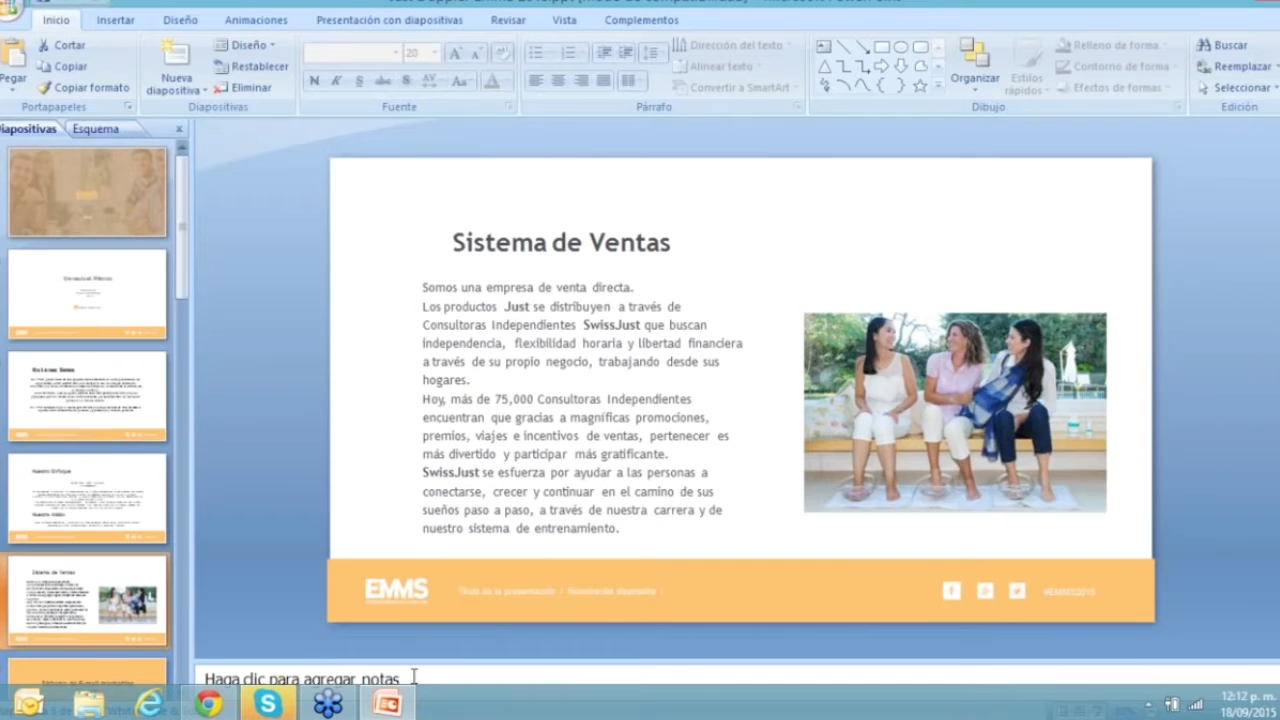 Inicio Insertar Diseño Animaciones Presentación con diapositivas Revisar Vista Complementos
Pegar
Cortar
Copiar
Copiar formato
Portapapeles
Nueva diapositiva
Diseño
Restablecer
Eliminar
Diapositivas
20
Fuente
Párrafo
Dirección del texto
Alinear texto
Convertir a SmartArt
Organizar
Estilos rápidos
Relleno de forma
Contorno de forma
Efectos de formas
Dibujo
Buscar
Reemplazar
Seleccionar
Edición
Esquema
Sistema de Ventas
Somos una empresa de venta directa.
Los productos Just se distribuyen a través de
Consultoras Independientes SwissJust que buscan
independencia, flexibilidad horaria y libertad financiera
a través de su propio negocio, trabajando desde sus
hogares.
Hoy, más de 75,000 Consultoras Independientes
encuentran que gracias a magníficas promociones,
premios, viajes e incentivos de ventas, pertenecer es
más divertido y participar más gratificante.
SwissJust se esfuerza por ayudar a las personas a
conectarse, crecer y continuar en el camino de sus
sueños paso a paso, a través de nuestra carrera y de
nuestro sistema de entrenamiento.
EMMS
#EMMS2015
Haga clic para agregar notas
12:12 p. m.
18/09/2015